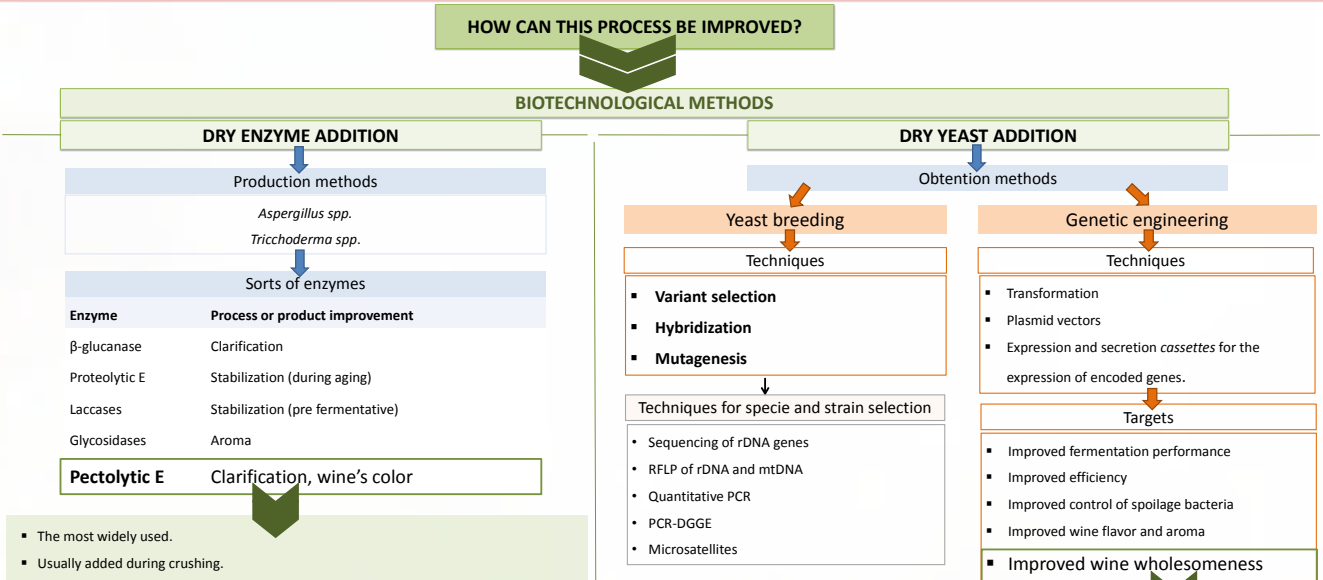 HOW CAN THIS PROCESS BE IMPROVED?
BIOTECHNOLOGICAL METHODS
DRY ENZYME ADDITION
Production methods
Aspergillus spp.
Tricchoderma spp.
Sorts of enzymes
Enzyme Process or product improvement
β-glucanase Clarification
Proteolytic E Stabilization (during aging)
Laccases Stabilization (pre fermentative)
Glycosidases Aroma
Pectolytic E Clarification, wine's color
▪ The most widely used.
▪ Usually added during crushing.
DRY YEAST ADDITION
Obtention methods
Yeast breeding
Techniques
▪ Variant selection
▪ Hybridization
▪ Mutagenesis
Techniques for specie and strain selection
• Sequencing of rDNA genes
• RFLP of rDNA and mtDNA
• Quantitative PCR
• PCR-DGGE
• Microsatellites
Genetic engineering
Techniques
▪ Transformation
▪ Plasmid vectors
▪ Expression and secretion cassettes for the
expression of encoded genes.
Targets
▪ Improved fermentation performance
▪ Improved efficiency
▪ Improved control of spoilage bacteria
▪ Improved wine flavor and aroma
▪ Improved wine wholesomeness